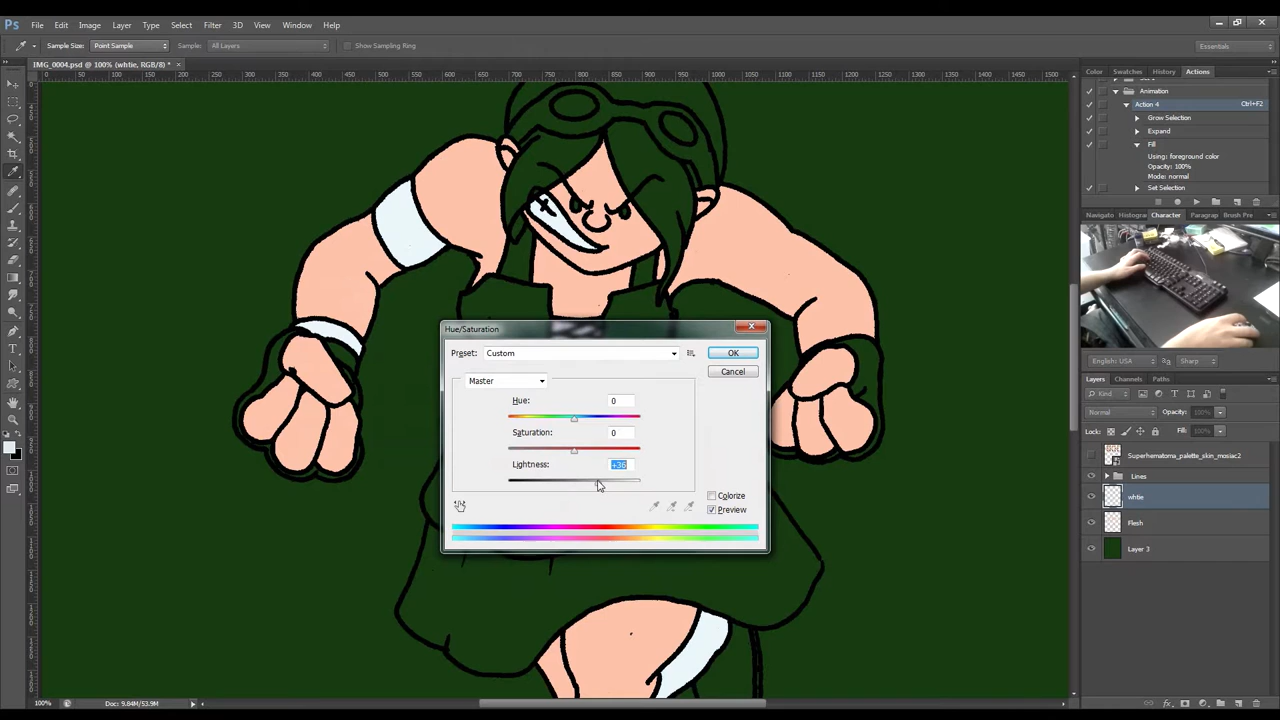 Ps File Edit Image Layer Type Select Filter 3D View Window Help
Sample Size: Point Sample Sample: All Layers Show Sampling Ring Essentials
IMG_0004.psd @ 100% (whtie, RGB/8) * ×
Color Swatches History Actions
Animation
Action 4 Ctrl+F2
Grow Selection
Expand
Fill
Using: foreground color
Opacity: 100%
Mode: normal
Set Selection
Navigato Histogram Character Paragrap Brush Pre
English: USA Sharp
Layers Channels Paths
Kind
Normal Opacity: 100%
Lock: Fill: 100%
Superhematoma_palette_skin_mosiac2
Lines
whtie
Flesh
Layer 3
Hue/Saturation
Preset: Custom OK
Cancel
Master
Hue: 0
Saturation: 0
Lightness: +36
Colorize
Preview
100% Doc: 9.84M/53.9M